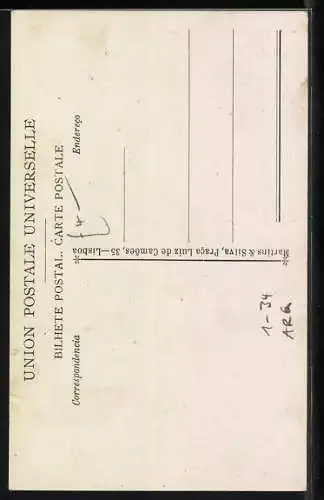 UNION POSTALE UNIVERSELLE
BILHETE POSTAL. CARTE POSTALE
Correspondencia
Endereço
Martins & Silva, Praça Luiz de Camões, 35—Lisboa
1-34
ARG